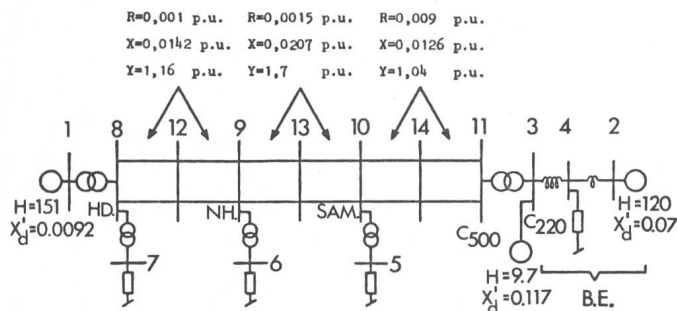 R=0,001 p.u. R=0,0015 p.u. R=0,009 p.u.
X=0,0142 p.u. X=0,0207 p.u. X=0,0126 p.u.
Y=1,16 p.u. Y=1,7 p.u. Y=1,04 p.u.
1 8 12 9 13 10 14 11 3 4 2
HD. NH. SAM. C500 C220
H=151
X'd=0.0092
H=120
X'd=0.07
7 6 5
H=9.7
X'd=0.117
B.E.